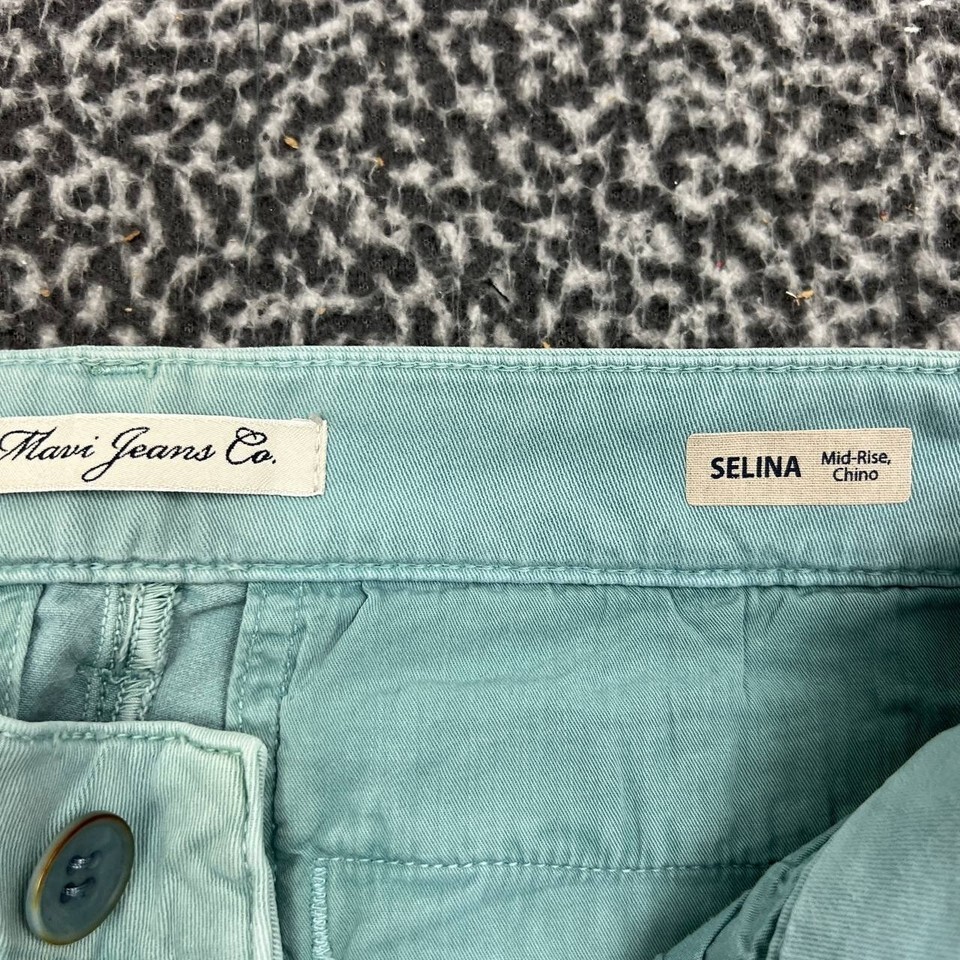 Mavi Jeans Co.
SELINA
Mid-Rise,
Chino